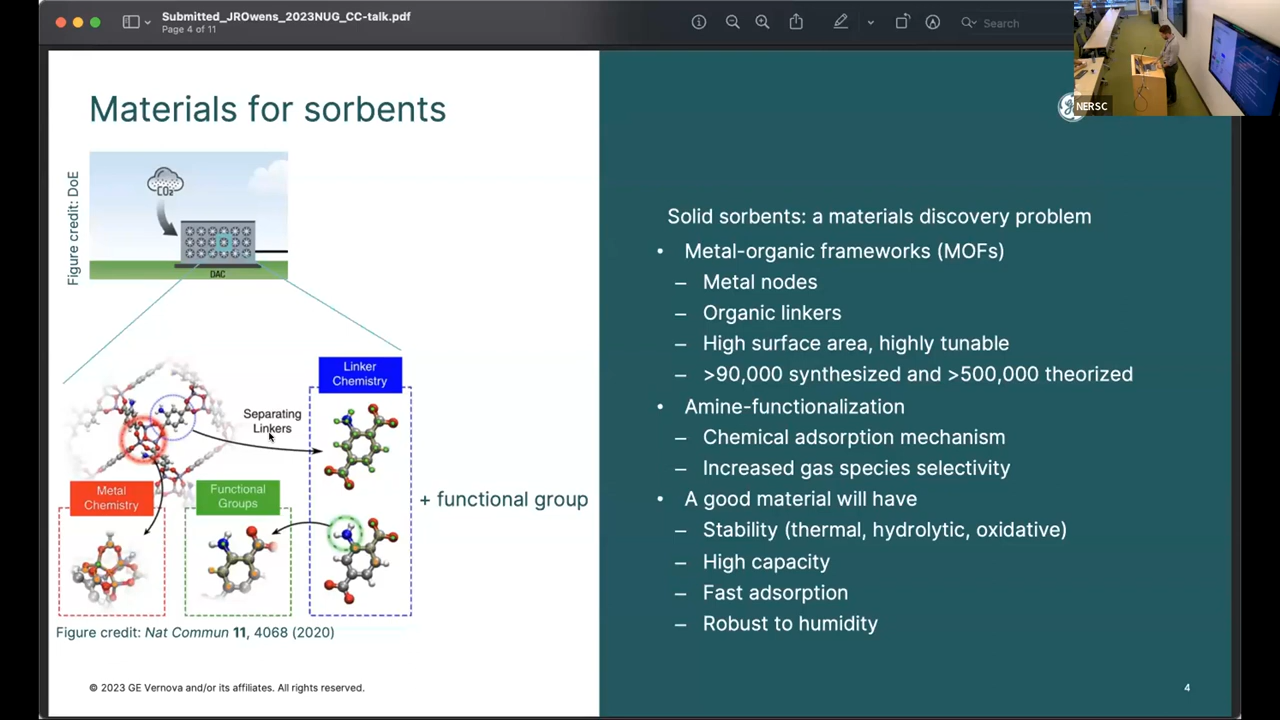 Submitted_JROwens_2023NUG_CC-talk.pdf
Page 4 of 11
Search
NERSC
Materials for sorbents
Figure credit: DoE
CO₂
DAC
Linker
Chemistry
Separating
Linkers
Metal
Chemistry
Functional
Groups
+ functional group
Figure credit: Nat Commun 11, 4068 (2020)
© 2023 GE Vernova and/or its affiliates. All rights reserved.
Solid sorbents: a materials discovery problem
• Metal-organic frameworks (MOFs)
– Metal nodes
– Organic linkers
– High surface area, highly tunable
– >90,000 synthesized and >500,000 theorized
• Amine-functionalization
– Chemical adsorption mechanism
– Increased gas species selectivity
• A good material will have
– Stability (thermal, hydrolytic, oxidative)
– High capacity
– Fast adsorption
– Robust to humidity
4